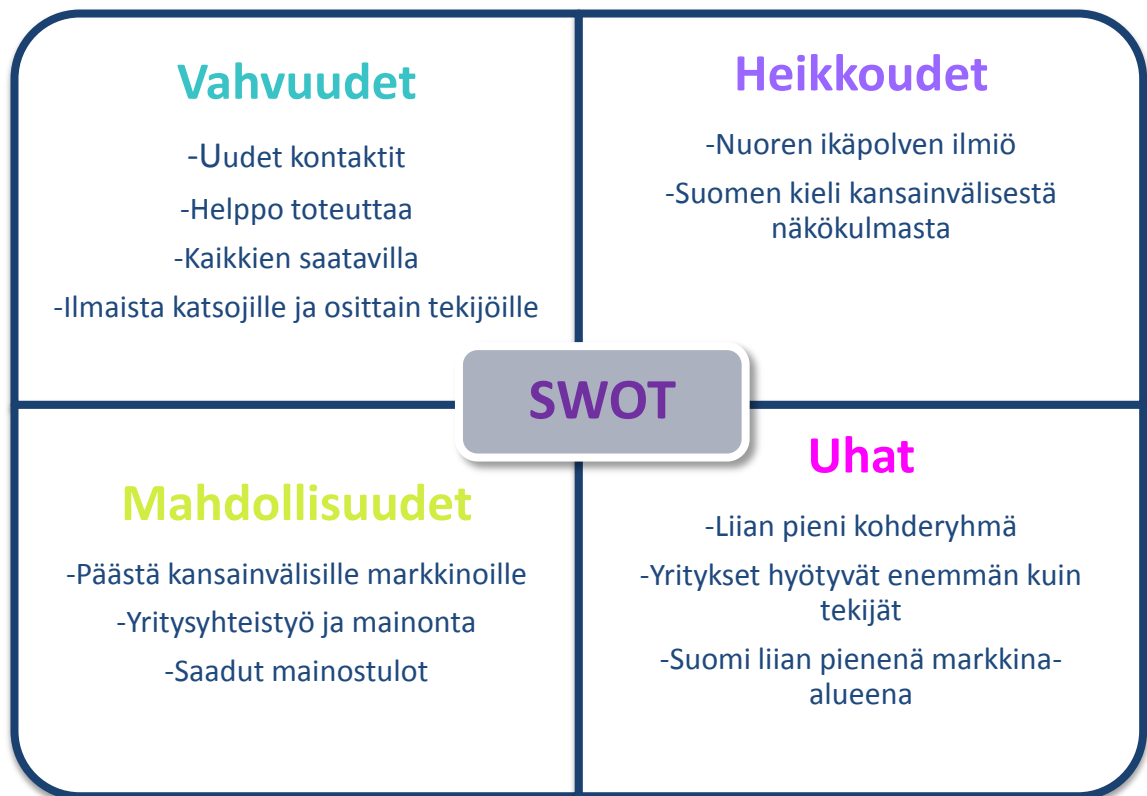 Vahvuudet
-Uudet kontaktit
-Helppo toteuttaa
-Kaikkien saatavilla
-Ilmaista katsojille ja osittain tekijöille
Heikkoudet
-Nuoren ikäpolven ilmiö
-Suomen kieli kansainvälisestä
näkökulmasta
SWOT
Mahdollisuudet
-Päästä kansainvälisille markkinoille
-Yritysyhteistyö ja mainonta
-Saadut mainostulot
Uhat
-Liian pieni kohderyhmä
-Yritykset hyötyvät enemmän kuin
tekijät
-Suomi liian pienenä markkina-
alueena